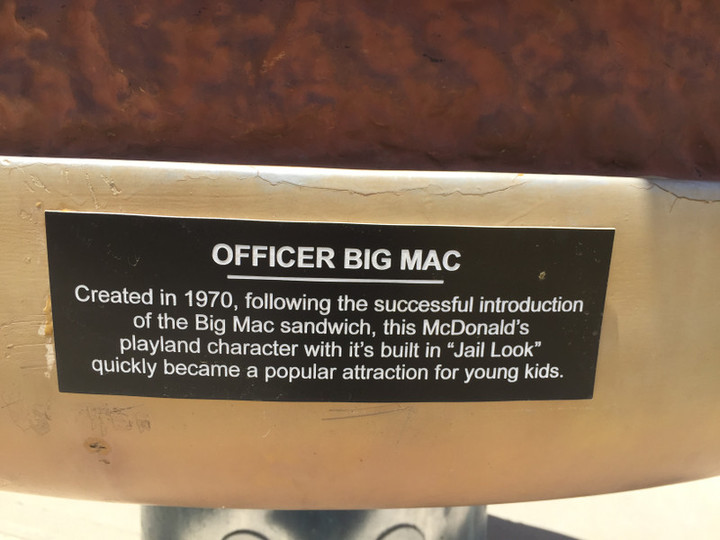 OFFICER BIG MAC
Created in 1970, following the successful introduction
of the Big Mac sandwich, this McDonald's
playland character with it's built in "Jail Look"
quickly became a popular attraction for young kids.